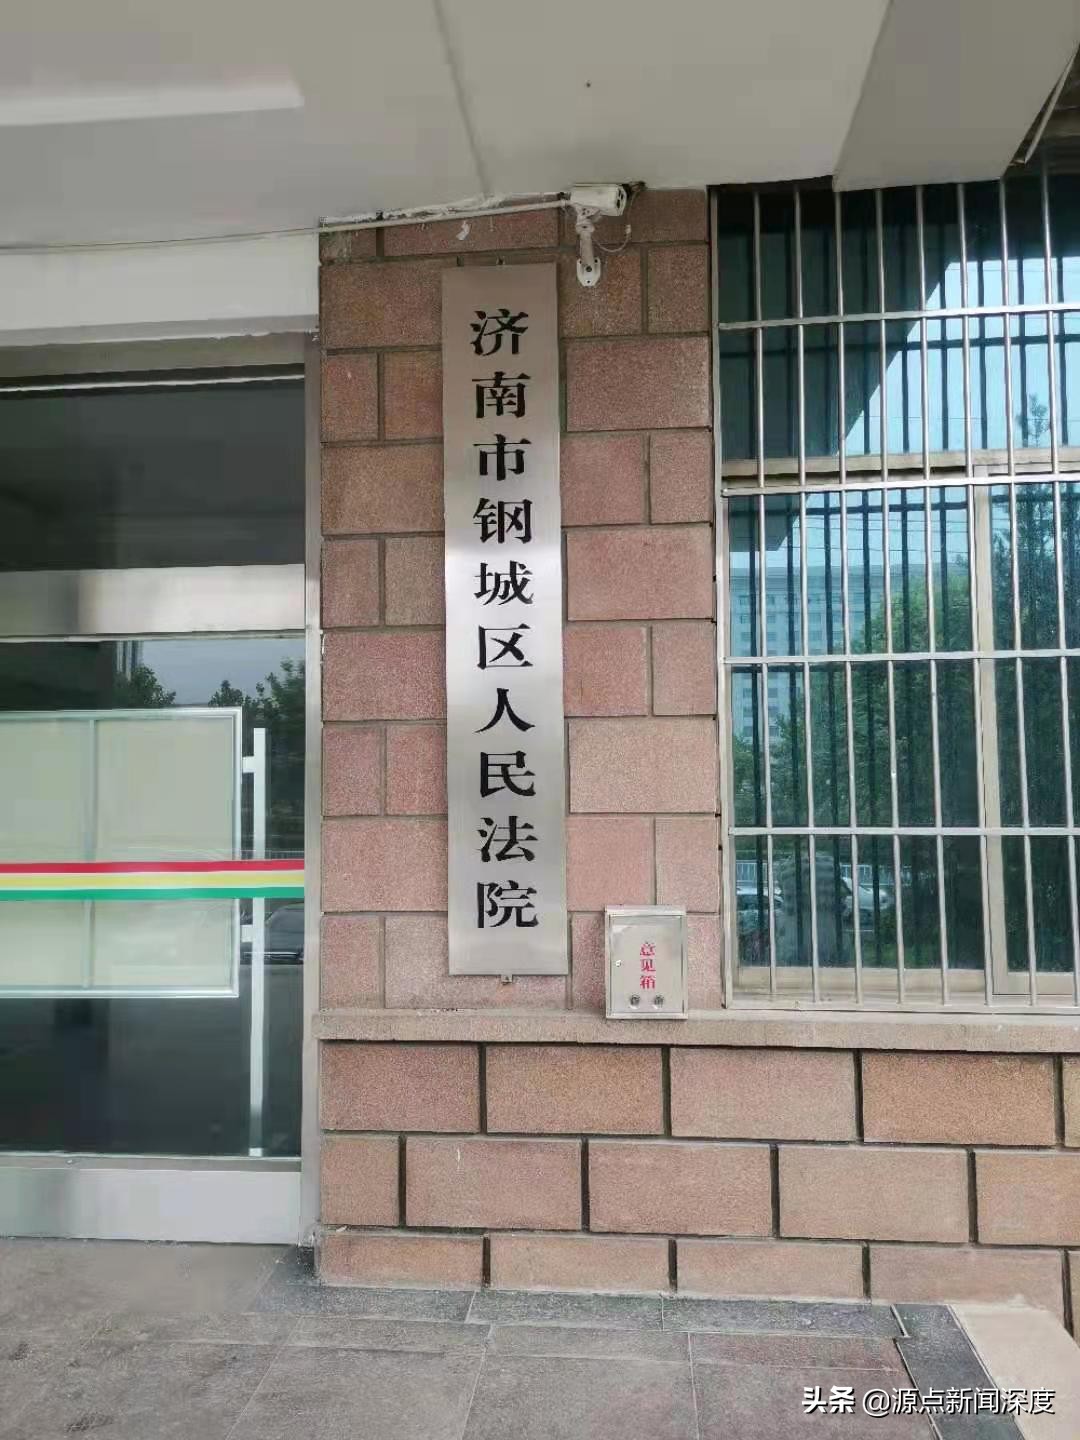 济南市钢城区人民法院
意见箱
头条 @源点新闻深度